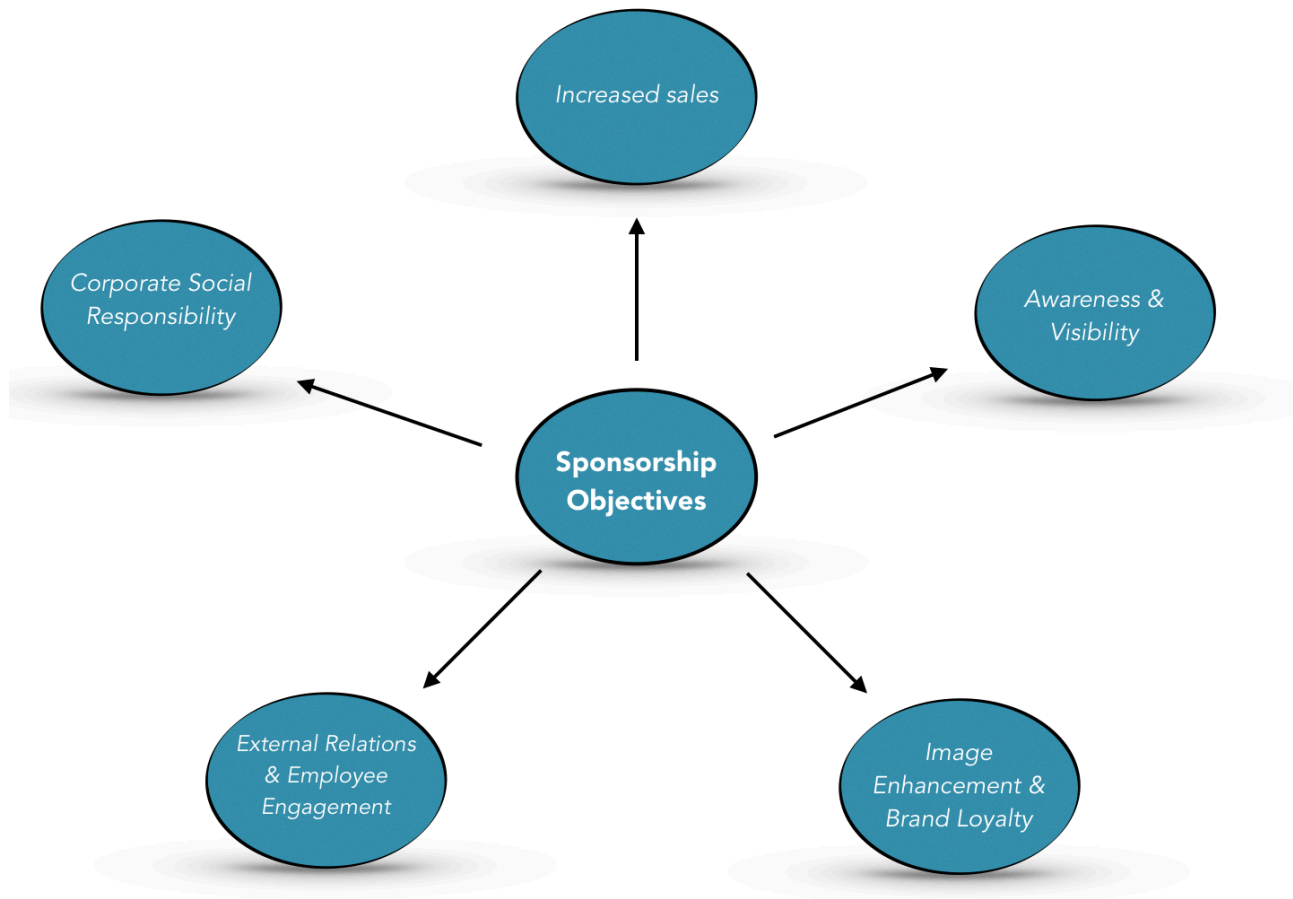 Increased sales
Corporate Social
Responsibility
Awareness &
Visibility
Sponsorship
Objectives
External Relations
& Employee
Engagement
Image
Enhancement &
Brand Loyalty